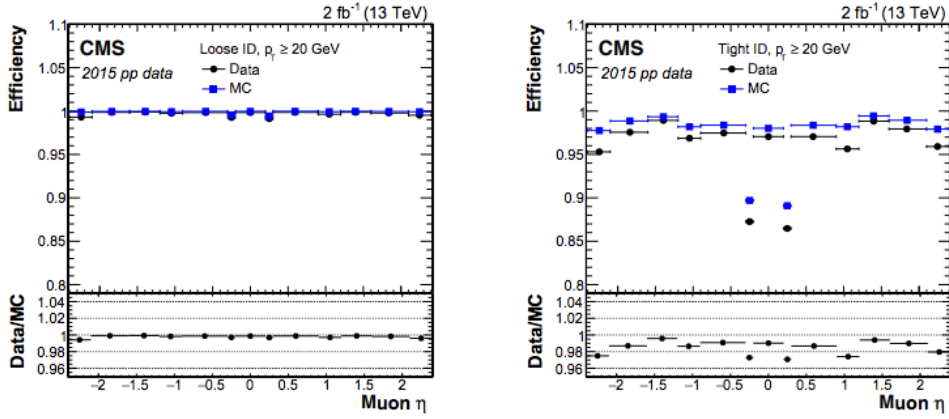 2 fb⁻¹ (13 TeV)
Efficiency
1.1
1.05
1
0.95
0.9
0.85
0.8
CMS
2015 pp data
Loose ID, p_T ≥ 20 GeV
Data
MC
Data/MC
1.04
1.02
1
0.98
0.96
−2 −1.5 −1 −0.5 0 0.5 1 1.5 2
Muon η
2 fb⁻¹ (13 TeV)
Efficiency
1.1
1.05
1
0.95
0.9
0.85
0.8
CMS
2015 pp data
Tight ID, p_T ≥ 20 GeV
Data
MC
Data/MC
1.04
1.02
1
0.98
0.96
−2 −1.5 −1 −0.5 0 0.5 1 1.5 2
Muon η